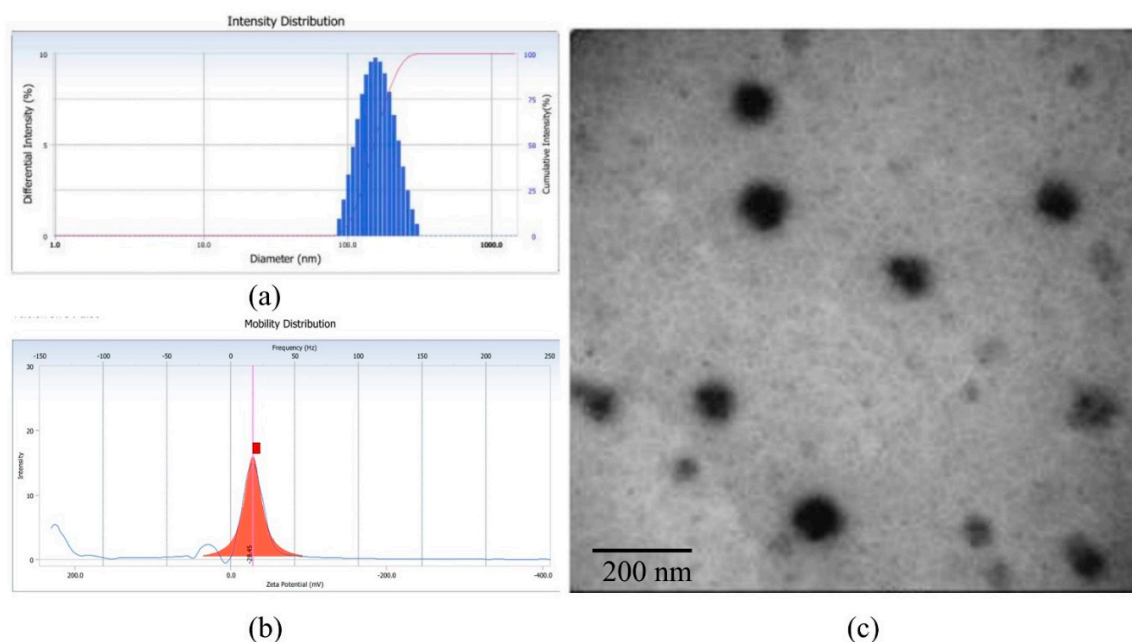 Intensity Distribution
Differential Intensity (%)
10
5
0
100
75
50
25
0
Cumulative Intensity(%)
1.0 10.0 100.0 1000.0
Diameter (nm)
(a)
Mobility Distribution
Frequency (Hz)
-150 -100 -50 0 50 100 150 200 250
Intensity
30
20
10
0
-28.45
200.0 0.0 -200.0 -400.0
Zeta Potential (mV)
(b)
200 nm
(c)